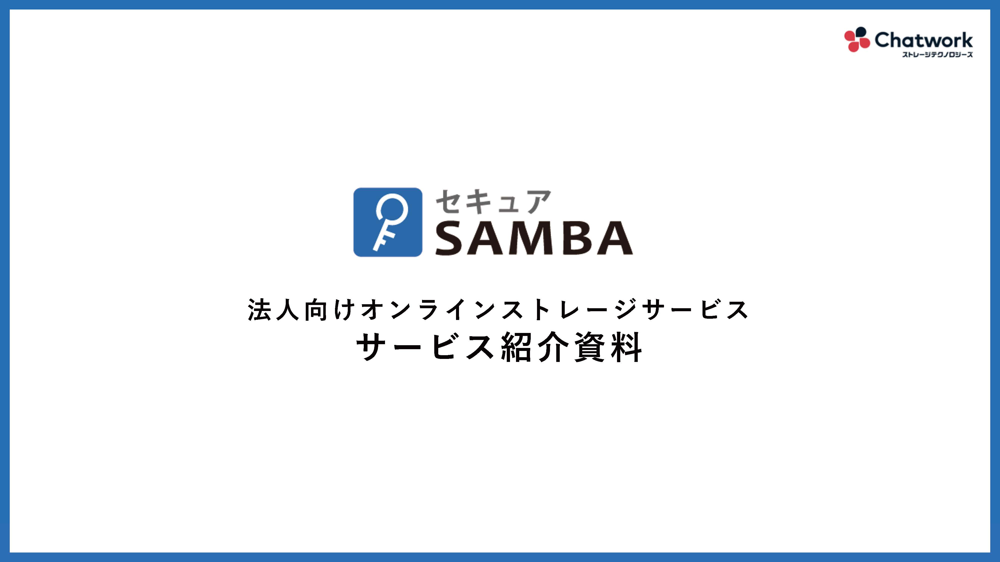 Chatwork
ストレージテクノロジーズ
セキュア
SAMBA
法人向けオンラインストレージサービス
サービス紹介資料